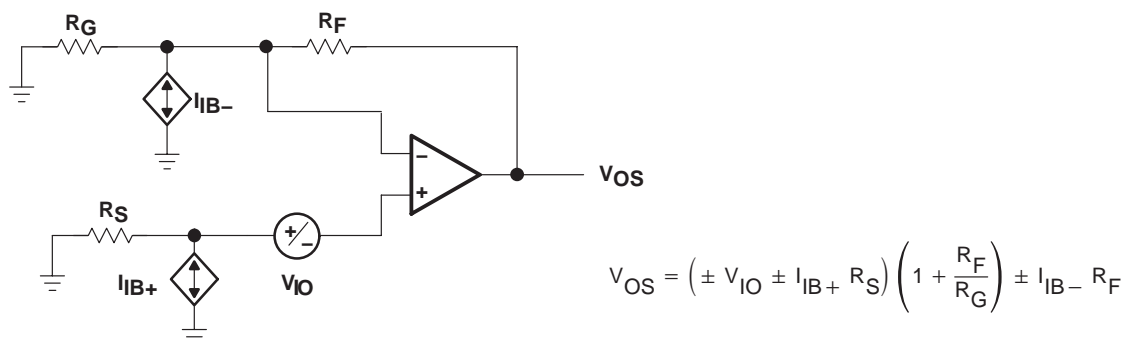 RG
RF
IIB−
−
VOS
+
RS
+/−
IIB+
VIO
VOS = ( ± VIO ± IIB+ RS ) ( 1 + RF/RG ) ± IIB− RF